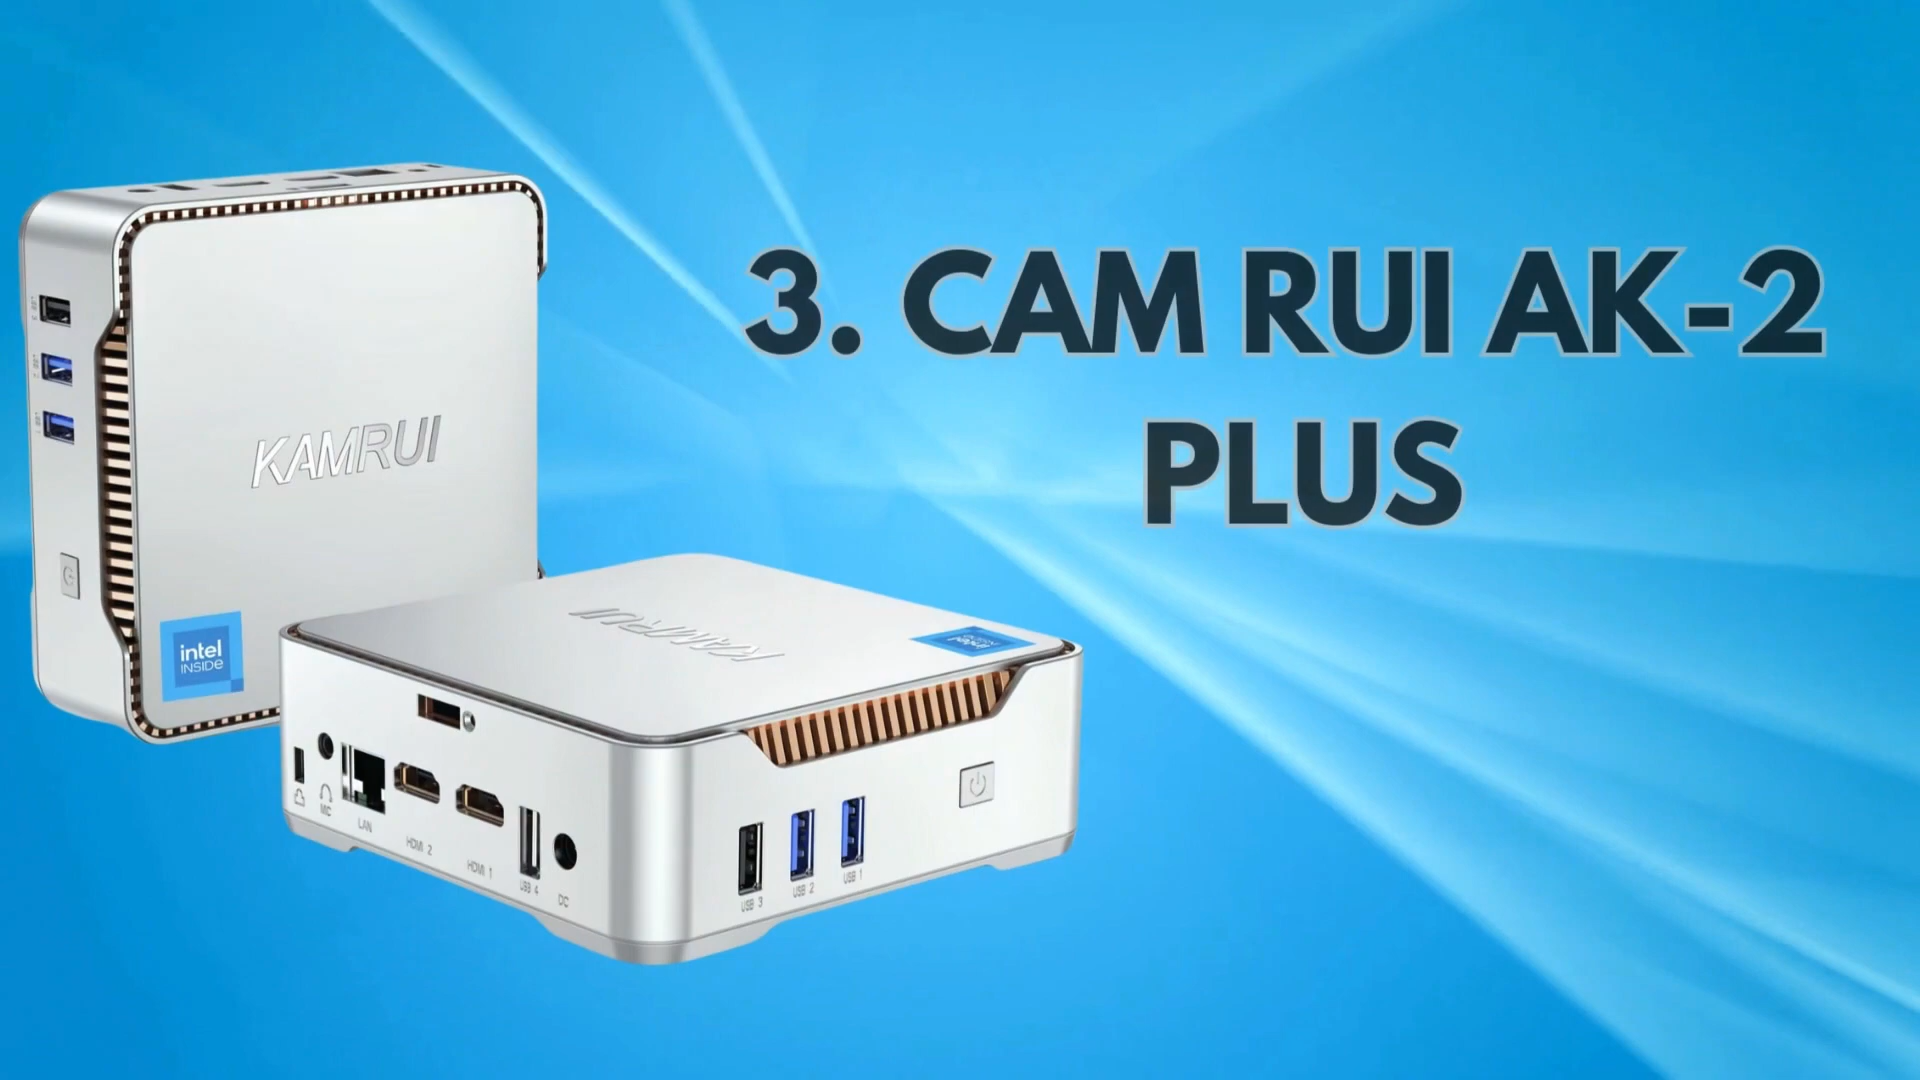 3. CAM RUI AK-2
PLUS
KAMRUI
intel
INSIDE
KAMRUI
MIC
LAN
HDMI 2
HDMI 1
USB 4
DC
USB 3
USB 2
USB 1